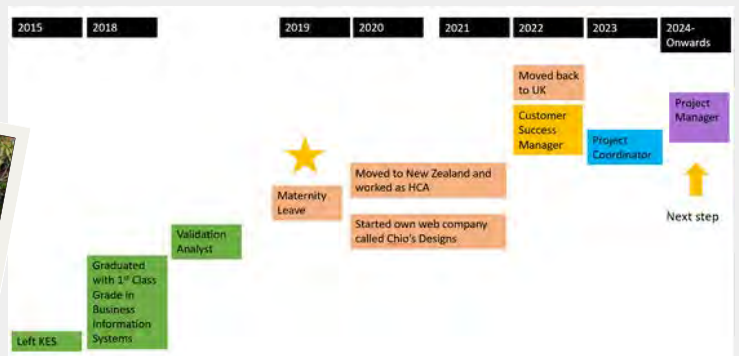 2015
2018
2019
2020
2021
2022
2023
2024-
Onwards
Moved back
to UK
Customer
Success
Manager
Project
Coordinator
Project
Manager
Next step
Moved to New Zealand and
worked as HCA
Maternity
Leave
Started own web company
called Chio's Designs
Validation
Analyst
Graduated
with 1st Class
Grade in
Business
Information
Systems
Left KES